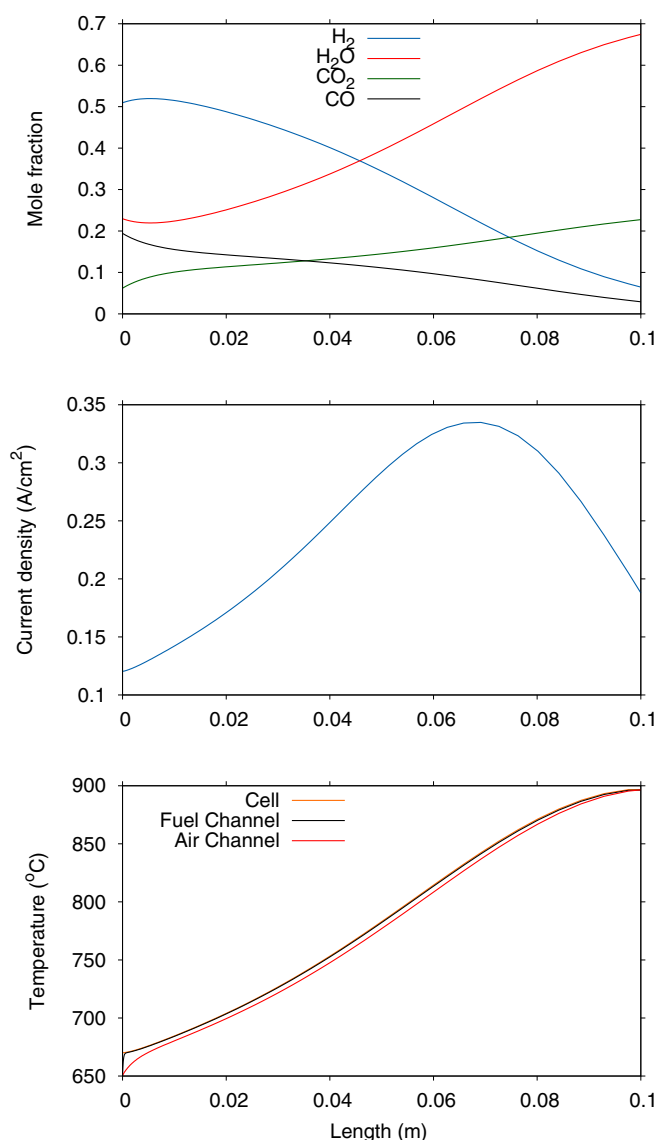 0.7
0.6
0.5
0.4
0.3
0.2
0.1
0
Mole fraction
H₂
H₂O
CO₂
CO
0 0.02 0.04 0.06 0.08 0.1
0.35
0.3
0.25
0.2
0.15
0.1
Current density (A/cm²)
0 0.02 0.04 0.06 0.08 0.1
900
850
800
750
700
650
Temperature (°C)
Cell
Fuel Channel
Air Channel
0 0.02 0.04 0.06 0.08 0.1
Length (m)